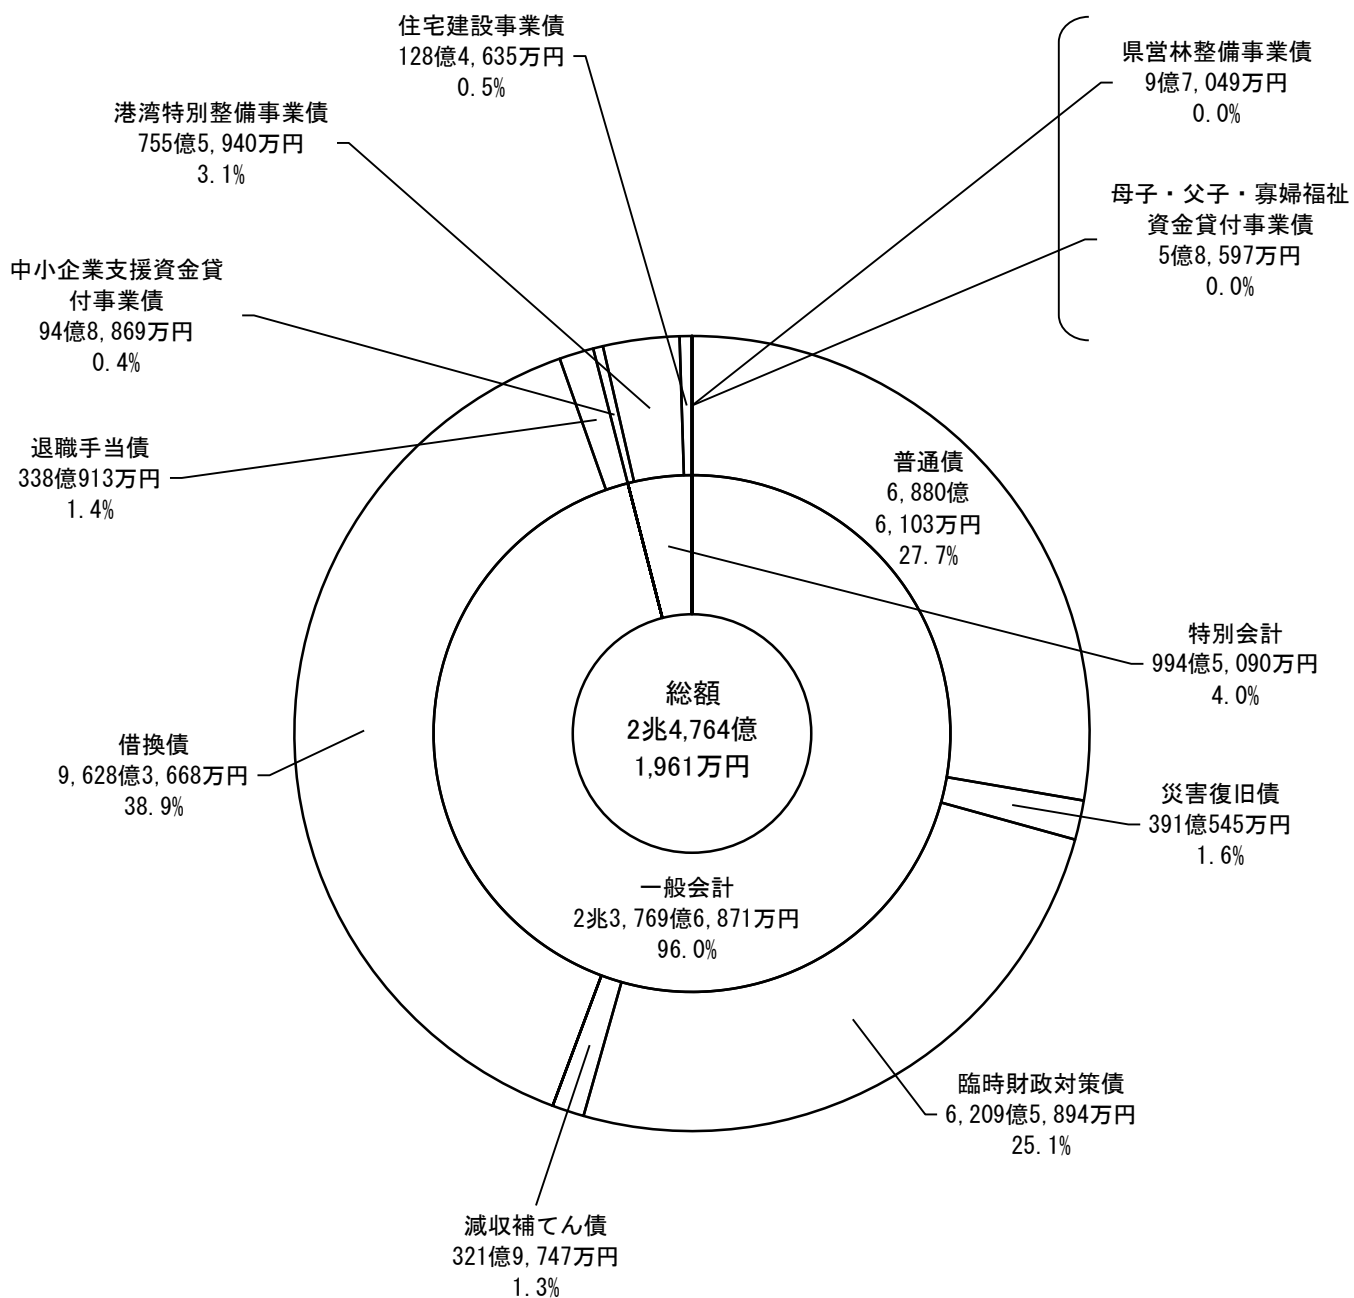 住宅建設事業債
128億4,635万円
0.5%
県営林整備事業債
9億7,049万円
0.0%
港湾特別整備事業債
755億5,940万円
3.1%
母子・父子・寡婦福祉
資金貸付事業債
5億8,597万円
0.0%
中小企業支援資金貸
付事業債
94億8,869万円
0.4%
退職手当債
338億913万円
1.4%
普通債
6,880億
6,103万円
27.7%
特別会計
994億5,090万円
4.0%
総額
2兆4,764億
1,961万円
借換債
9,628億3,668万円
38.9%
災害復旧債
391億545万円
1.6%
一般会計
2兆3,769億6,871万円
96.0%
臨時財政対策債
6,209億5,894万円
25.1%
減収補てん債
321億9,747万円
1.3%